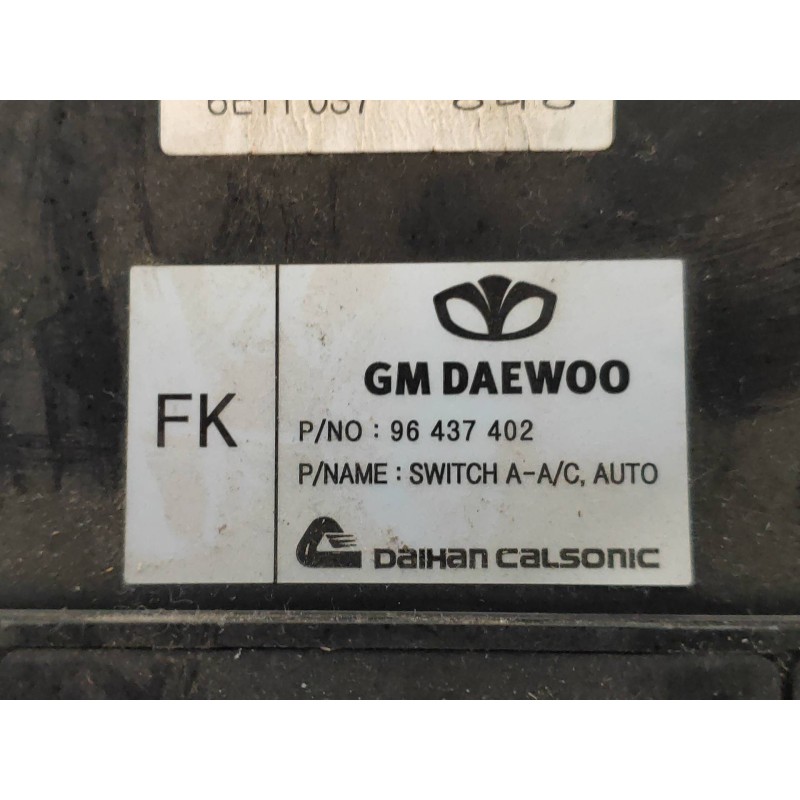 FK
GM DAEWOO
P/NO : 96 437 402
P/NAME : SWITCH A-A/C, AUTO
DAIHAN CALSONIC